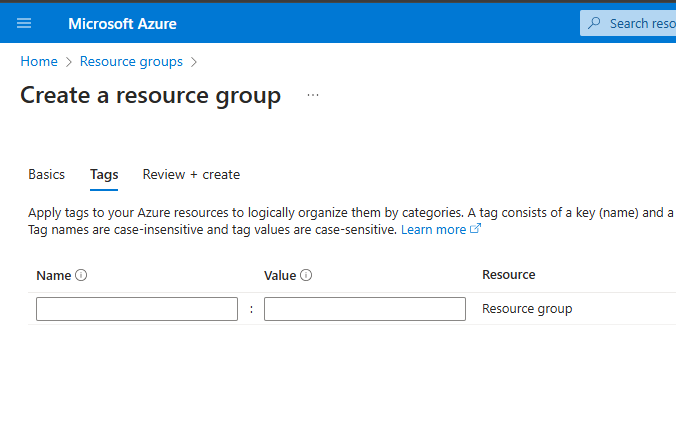 Microsoft Azure
Search reso
Home > Resource groups >
Create a resource group ...
Basics Tags Review + create
Apply tags to your Azure resources to logically organize them by categories. A tag consists of a key (name) and a
Tag names are case-insensitive and tag values are case-sensitive. Learn more
Name Value Resource
: Resource group